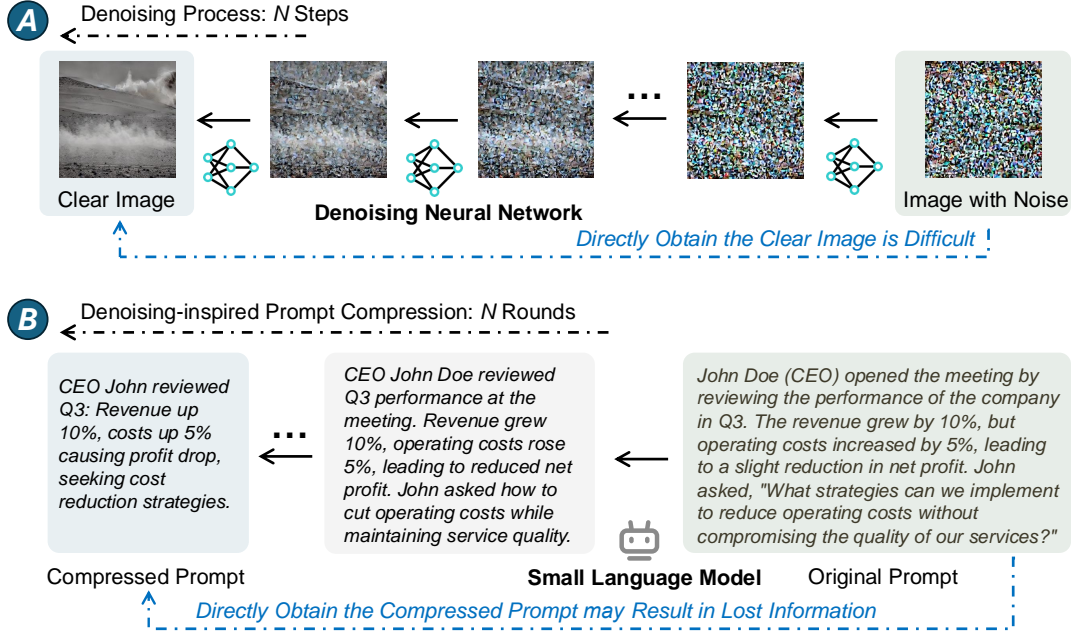 A
Denoising Process: N Steps
...
Clear Image
Image with Noise
Denoising Neural Network
Directly Obtain the Clear Image is Difficult
B
Denoising-inspired Prompt Compression: N Rounds
CEO John reviewed
Q3: Revenue up
10%, costs up 5%
causing profit drop,
seeking cost
reduction strategies.
...
CEO John Doe reviewed
Q3 performance at the
meeting. Revenue grew
10%, operating costs rose
5%, leading to reduced net
profit. John asked how to
cut operating costs while
maintaining service quality.
John Doe (CEO) opened the meeting by
reviewing the performance of the company
in Q3. The revenue grew by 10%, but
operating costs increased by 5%, leading
to a slight reduction in net profit. John
asked, "What strategies can we implement
to reduce operating costs without
compromising the quality of our services?"
Compressed Prompt
Small Language Model
Original Prompt
Directly Obtain the Compressed Prompt may Result in Lost Information